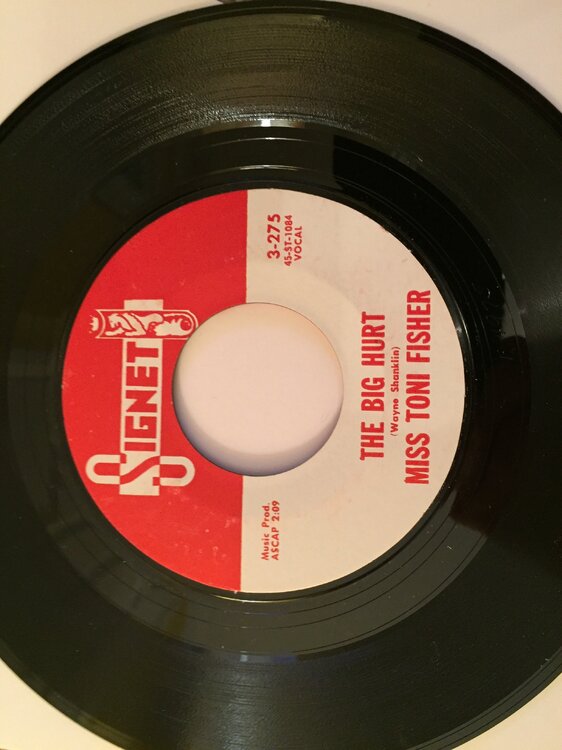 SIGNET
Music Prod.
ASCAP 2:09
3-275
45-ST-1084
VOCAL
THE BIG HURT
(Wayne Shanklin)
MISS TONI FISHER